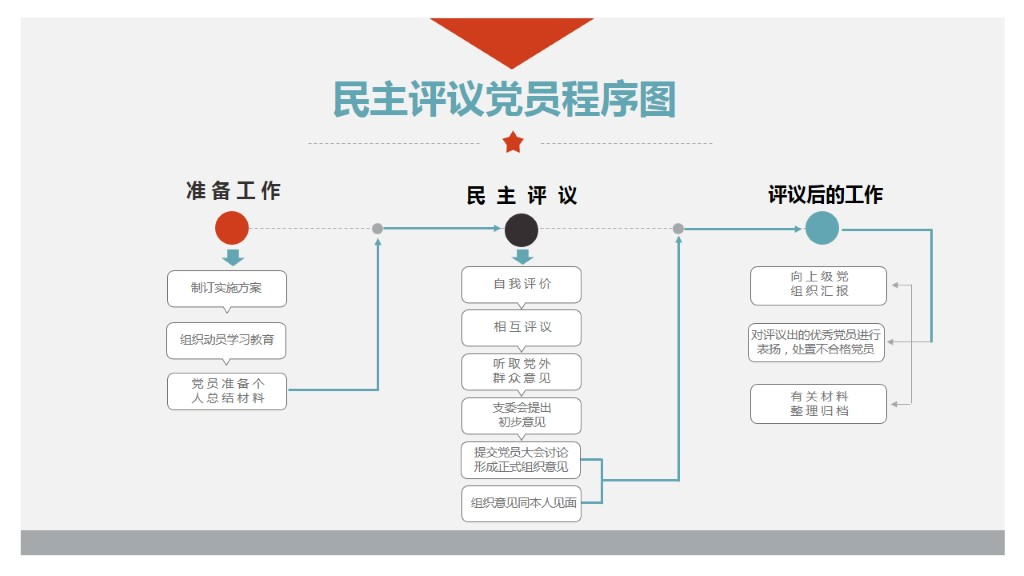 民主评议党员程序图
准备工作
制订实施方案
组织动员学习教育
党员准备个
人总结材料
民主评议
自我评价
相互评议
听取党外
群众意见
支委会提出
初步意见
提交党员大会讨论
形成正式组织意见
组织意见同本人见面
评议后的工作
向上级党
组织汇报
对评议出的优秀党员进行
表扬，处置不合格党员
有关材料
整理归档